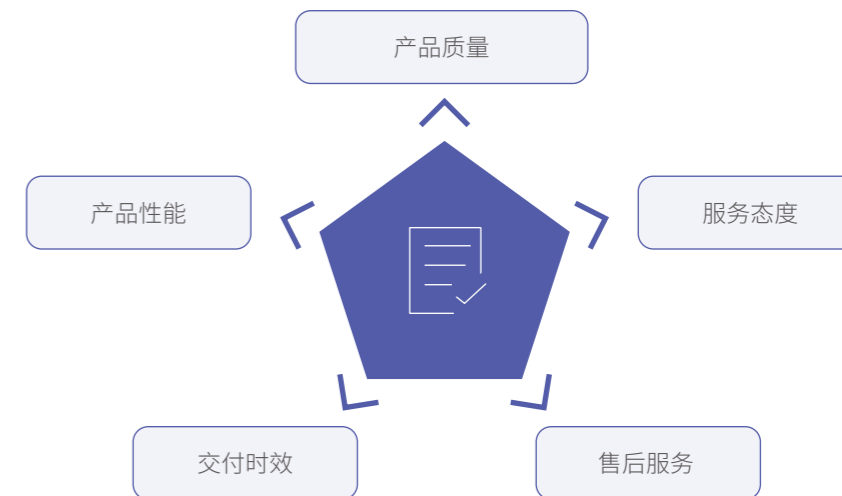 产品质量
产品性能
服务态度
交付时效
售后服务